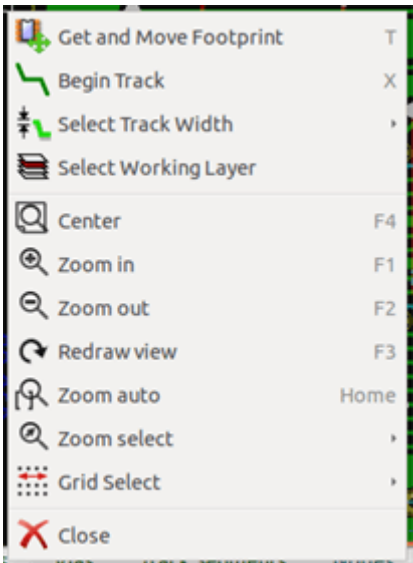 Get and Move Footprint T
Begin Track X
Select Track Width
Select Working Layer
Center F4
Zoom in F1
Zoom out F2
Redraw view F3
Zoom auto Home
Zoom select
Grid Select
Close